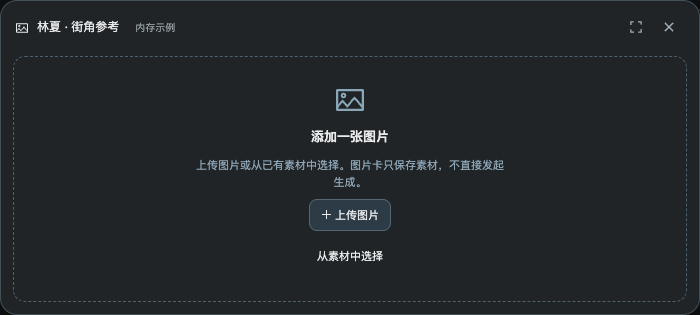 林夏 · 街角参考 内存示例
添加一张图片
上传图片或从已有素材中选择。图片卡只保存素材，不直接发起
生成。
+ 上传图片
从素材中选择